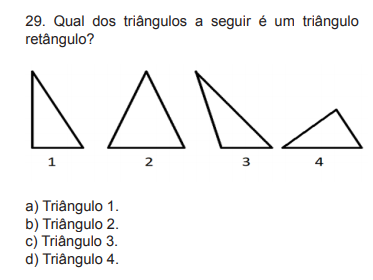 29. Qual dos triângulos a seguir é um triângulo
retângulo?
1 2 3 4
a) Triângulo 1.
b) Triângulo 2.
c) Triângulo 3.
d) Triângulo 4.